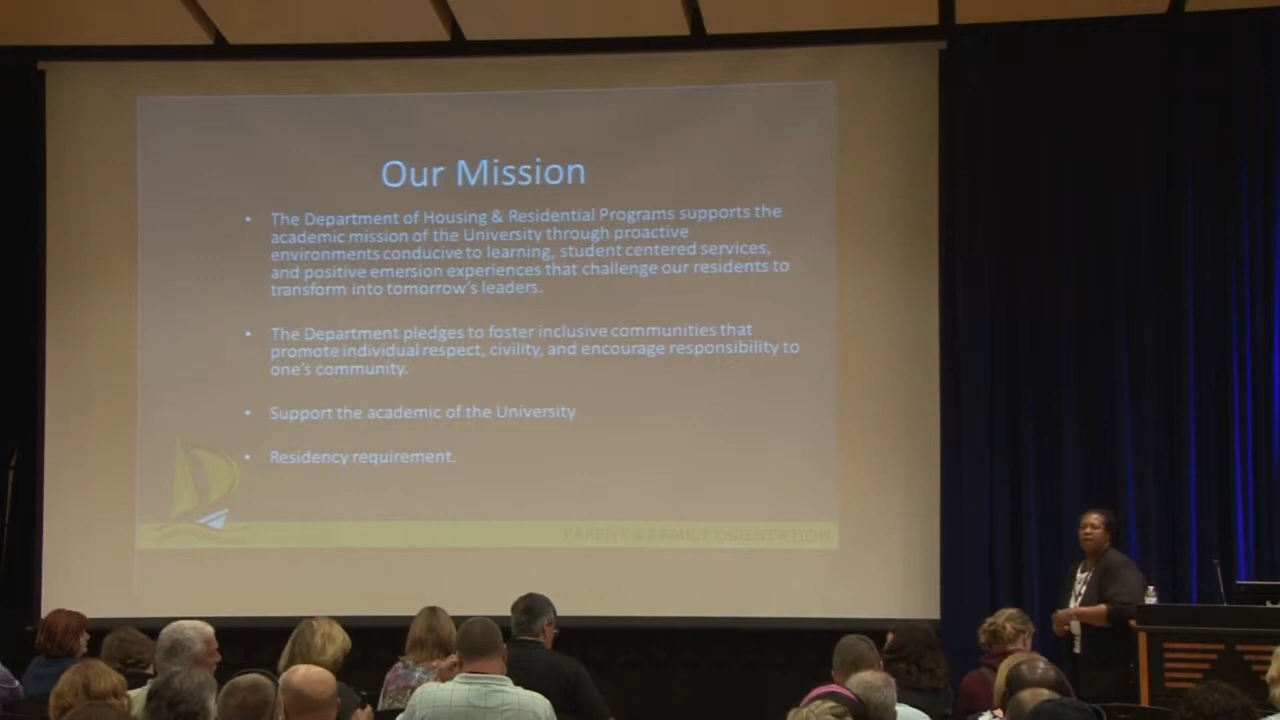 Our Mission
• The Department of Housing & Residential Programs supports the
academic mission of the University through proactive
environments conducive to learning, student centered services,
and positive emersion experiences that challenge our residents to
transform into tomorrow's leaders.
• The Department pledges to foster inclusive communities that
promote individual respect, civility, and encourage responsibility to
one's community.
• Support the academic of the University
• Residency requirement.
PARENT & FAMILY ORIENTATION